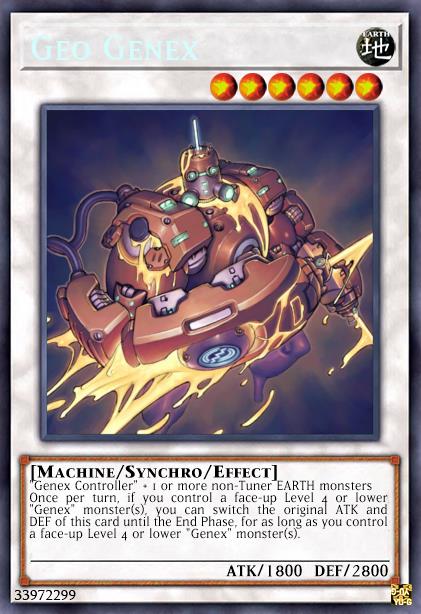 Geo Genex
EARTH
地
[Machine/Synchro/Effect]
"Genex Controller" + 1 or more non-Tuner EARTH monsters
Once per turn, if you control a face-up Level 4 or lower
"Genex" monster(s), you can switch the original ATK and
DEF of this card until the End Phase, for as long as you control
a face-up Level 4 or lower "Genex" monster(s).
ATK/1800 DEF/2800
33972299